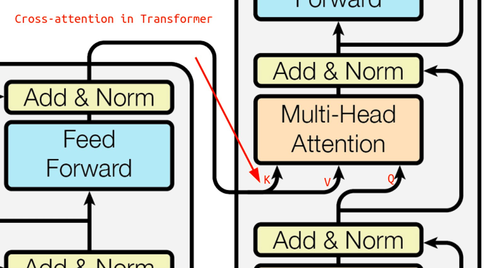 Cross-attention in Transformer
Add & Norm
Feed
Forward
Add & Norm
Forward
Add & Norm
Multi-Head
Attention
K
V
Q
Add & Norm